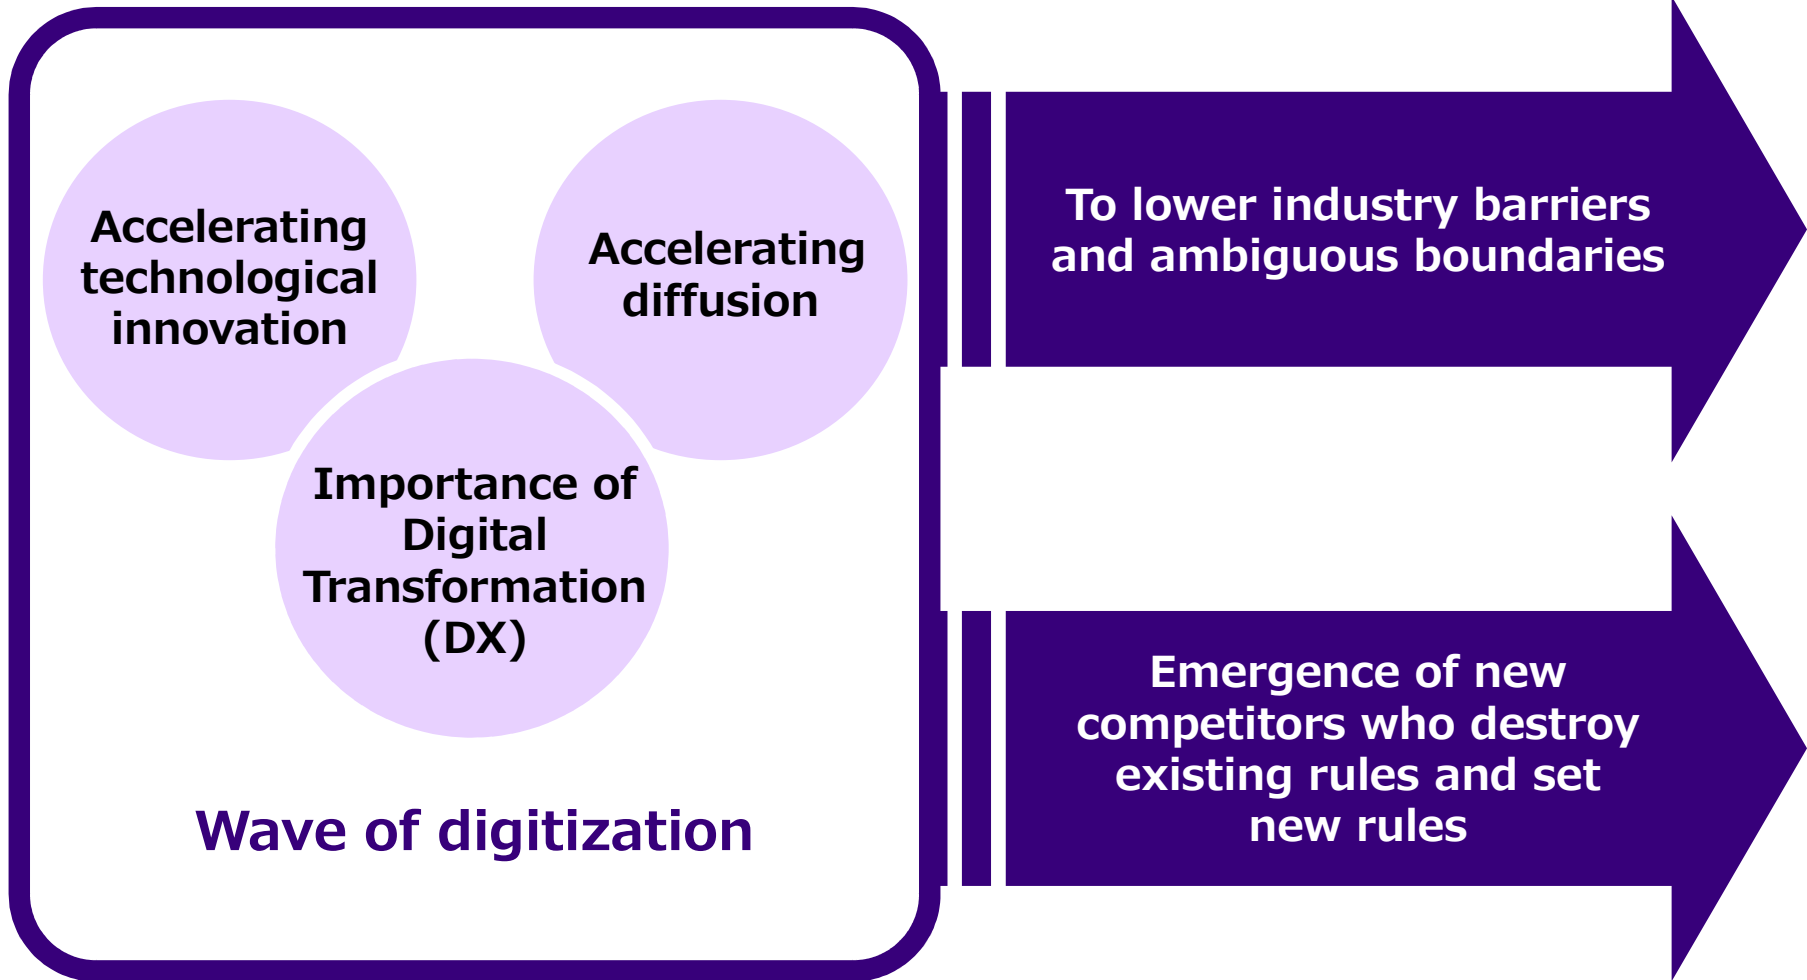 Accelerating
technological
innovation
Accelerating
diffusion
Importance of
Digital
Transformation
(DX)
Wave of digitization
To lower industry barriers
and ambiguous boundaries
Emergence of new
competitors who destroy
existing rules and set
new rules